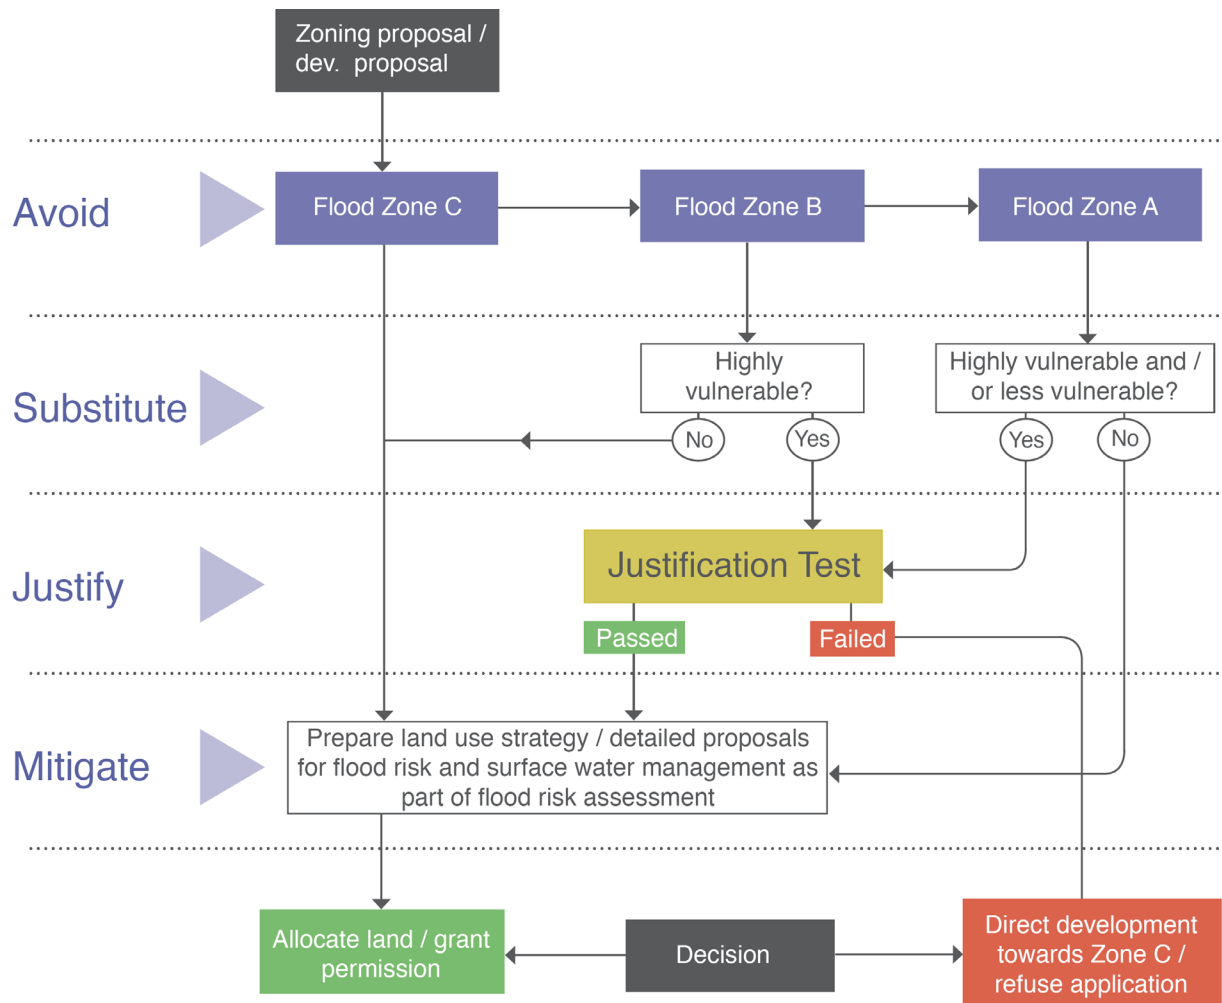 Zoning proposal /
dev. proposal
Avoid
Flood Zone C
Flood Zone B
Flood Zone A
Substitute
Highly
vulnerable?
Highly vulnerable and /
or less vulnerable?
No
Yes
Yes
No
Justify
Justification Test
Passed
Failed
Mitigate
Prepare land use strategy / detailed proposals
for flood risk and surface water management as
part of flood risk assessment
Allocate land / grant
permission
Decision
Direct development
towards Zone C /
refuse application